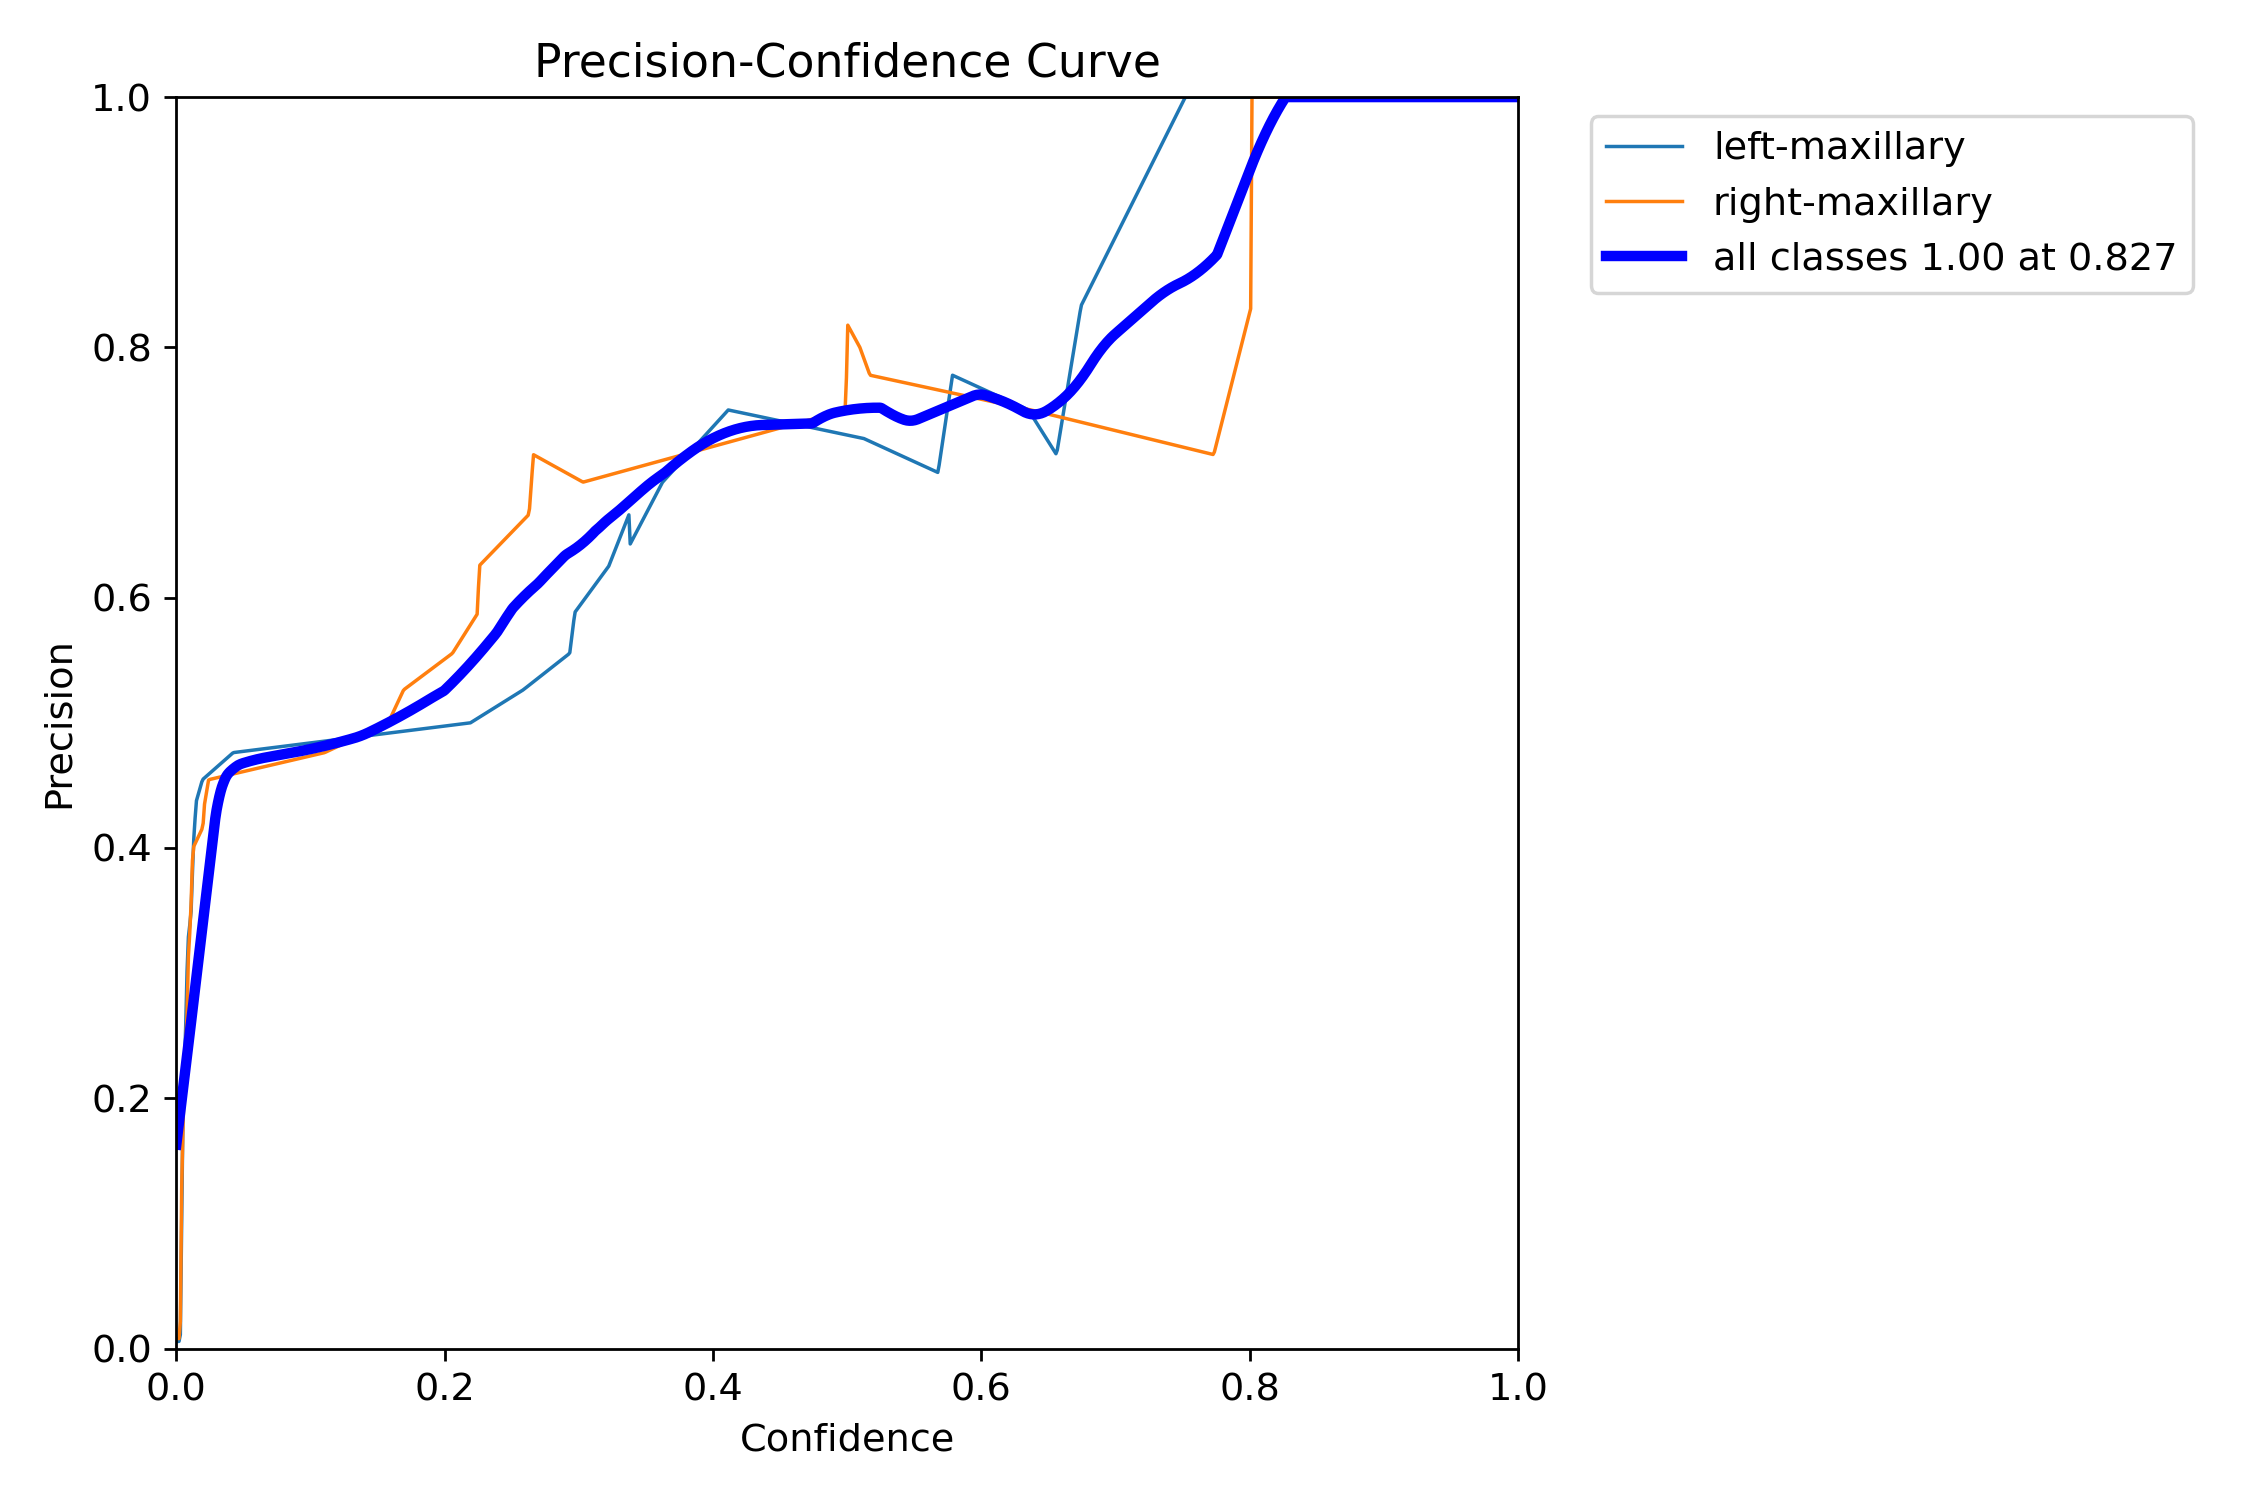 Precision-Confidence Curve
1.0
0.8
0.6
0.4
0.2
0.0
Precision
0.0 0.2 0.4 0.6 0.8 1.0
Confidence
left-maxillary
right-maxillary
all classes 1.00 at 0.827